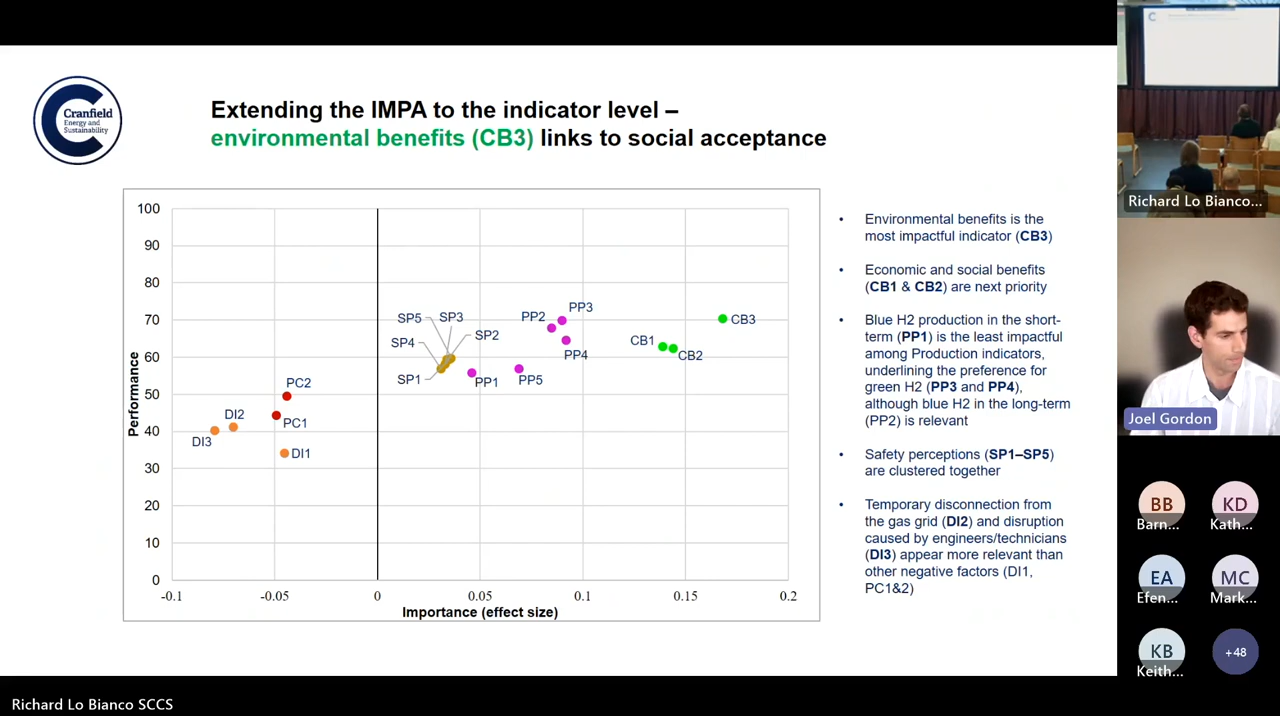 Cranfield
Energy and
Sustainability
Extending the IMPA to the indicator level –
environmental benefits (CB3) links to social acceptance
100
90
80
70
60
50
40
30
20
10
0
-0.1
-0.05
0
0.05
0.1
0.15
0.2
Performance
Importance (effect size)
DI3
DI2
DI1
PC2
PC1
SP5
SP3
SP4
SP2
SP1
PP1
PP2
PP3
PP4
PP5
CB1
CB2
CB3
• Environmental benefits is the
most impactful indicator (CB3)
• Economic and social benefits
(CB1 & CB2) are next priority
• Blue H2 production in the short-
term (PP1) is the least impactful
among Production indicators,
underlining the preference for
green H2 (PP3 and PP4),
although blue H2 in the long-term
(PP2) is relevant
• Safety perceptions (SP1–SP5)
are clustered together
• Temporary disconnection from
the gas grid (DI2) and disruption
caused by engineers/technicians
(DI3) appear more relevant than
other negative factors (DI1,
PC1&2)
Richard Lo Bianco...
Joel Gordon
BB
Barn...
KD
Kath...
EA
Efen...
MC
Mark...
KB
Keith...
+48
Richard Lo Bianco SCCS